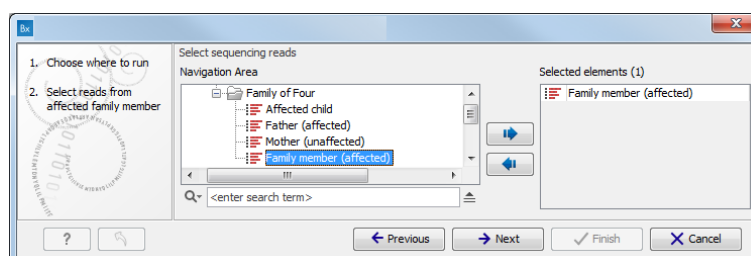 Bx
X
1. Choose where to run
2. Select reads from
affected family member
Select sequencing reads
Navigation Area
Family of Four
Affected child
Father (affected)
Mother (unaffected)
Family member (affected)
<enter search term>
Selected elements (1)
Family member (affected)
?
Previous
Next
Finish
Cancel